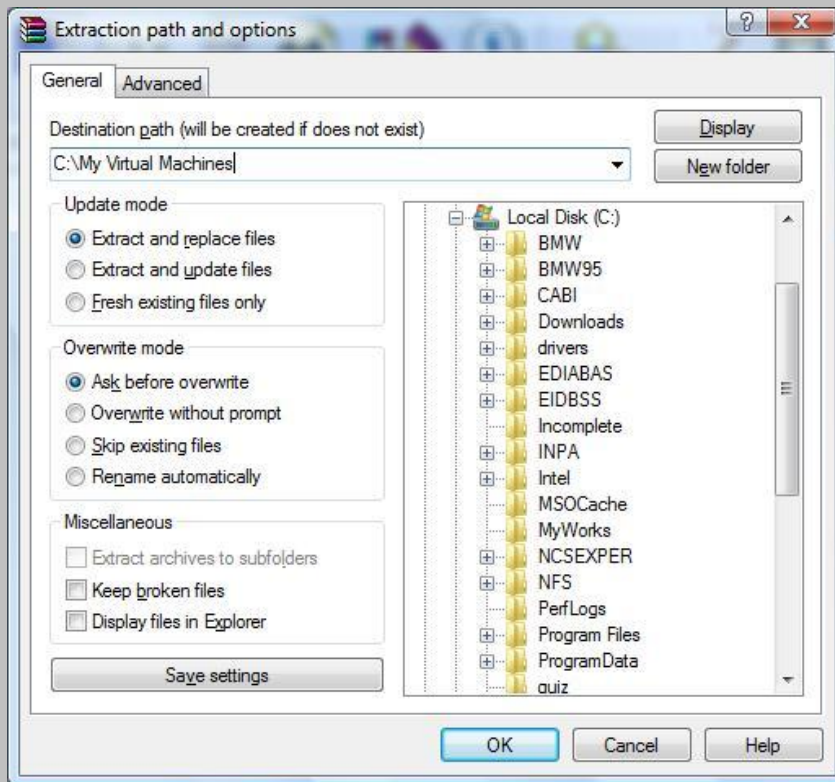 Extraction path and options
General
Advanced
Destination path (will be created if does not exist)
Display
C:\My Virtual Machines
New folder
Update mode
Extract and replace files
Extract and update files
Fresh existing files only
Overwrite mode
Ask before overwrite
Overwrite without prompt
Skip existing files
Rename automatically
Miscellaneous
Extract archives to subfolders
Keep broken files
Display files in Explorer
Save settings
Local Disk (C:)
BMW
BMW95
CABI
Downloads
drivers
EDIABAS
EIDBSS
Incomplete
INPA
Intel
MSOCache
MyWorks
NCSEXPER
NFS
PerfLogs
Program Files
ProgramData
quiz
OK
Cancel
Help